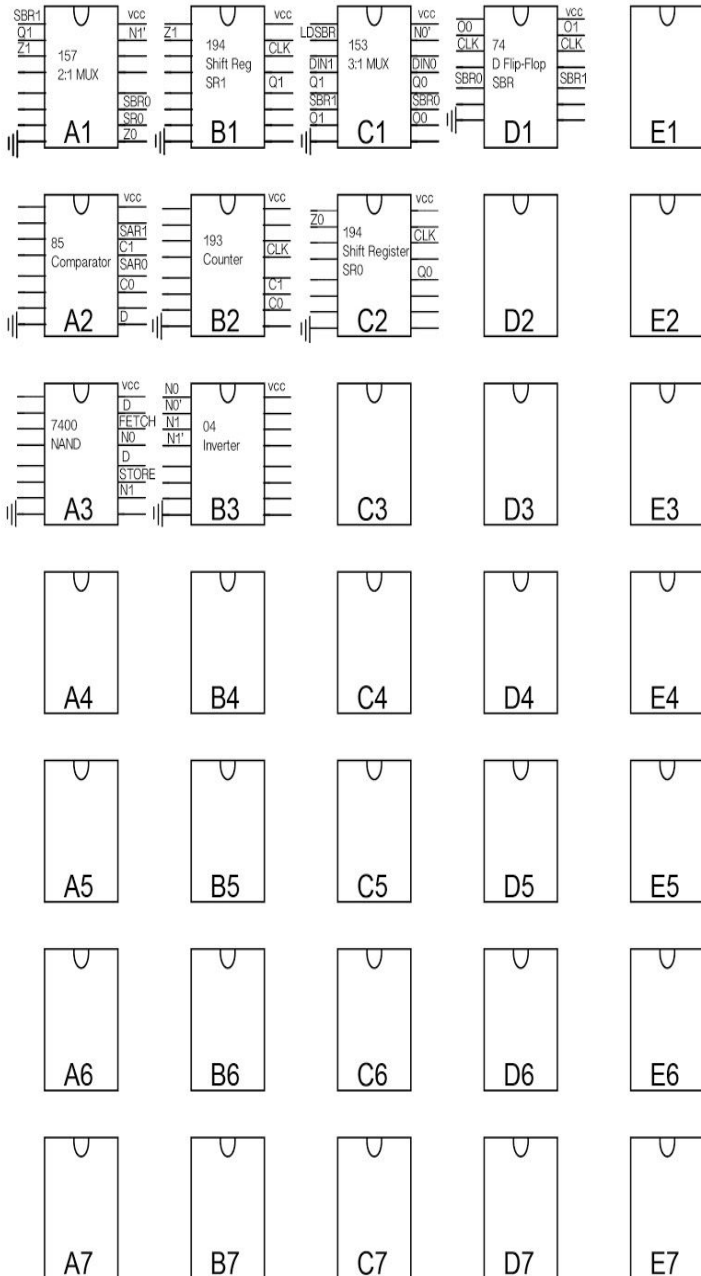 SBR1 vcc
Q1 N1'
Z1
157
2:1 MUX
SBR0
SR0
Z0
A1
vcc
Z1
194
Shift Reg
SR1
CLK
Q1
B1
vcc
LDSBR N0'
153
3:1 MUX
DIN1 DIN0
Q1 Q0
SBR1 SBR0
O1 O0
C1
vcc
O0 O1
CLK CLK
74
D Flip-Flop
SBR
SBR0 SBR1
D1
E1
vcc
85
Comparator
SAR1
C1
SAR0
C0
D
A2
vcc
193
Counter
CLK
C1
C0
B2
vcc
Z0
194
Shift Register
SR0
CLK
Q0
C2
D2
E2
vcc
7400
NAND
D
FETCH
N0
D
STORE
N1
A3
N0 vcc
N0'
N1
N1'
04
Inverter
B3
C3
D3
E3
A4
B4
C4
D4
E4
A5
B5
C5
D5
E5
A6
B6
C6
D6
E6
A7
B7
C7
D7
E7